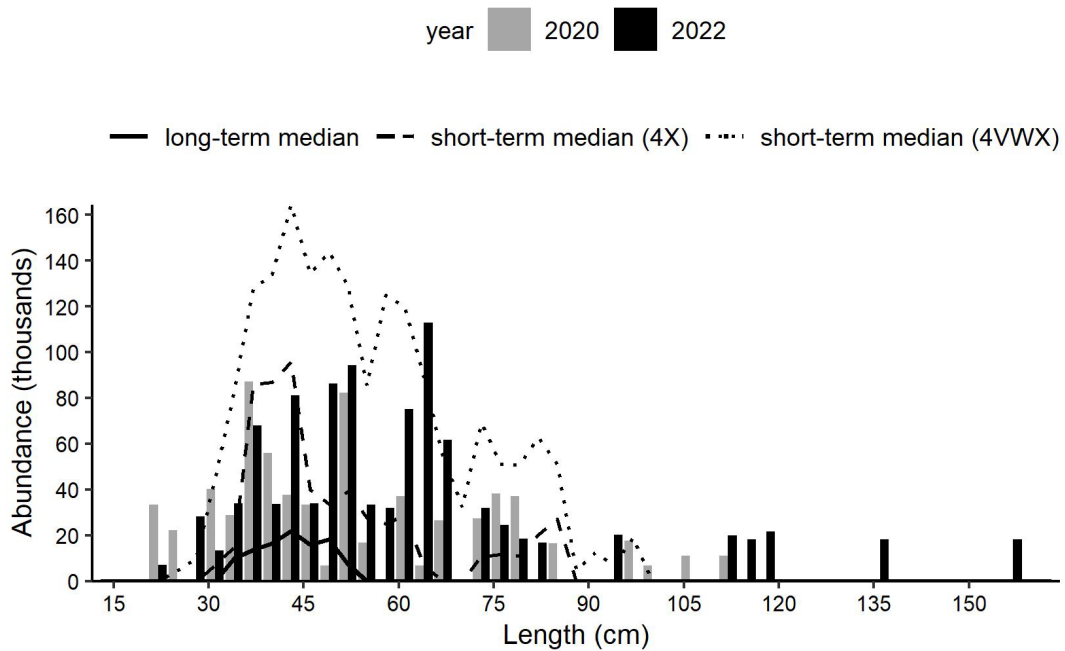 year 2020 2022
long-term median short-term median (4X) short-term median (4VWX)
160
140
120
100
80
60
40
20
0
Abundance (thousands)
15 30 45 60 75 90 105 120 135 150
Length (cm)